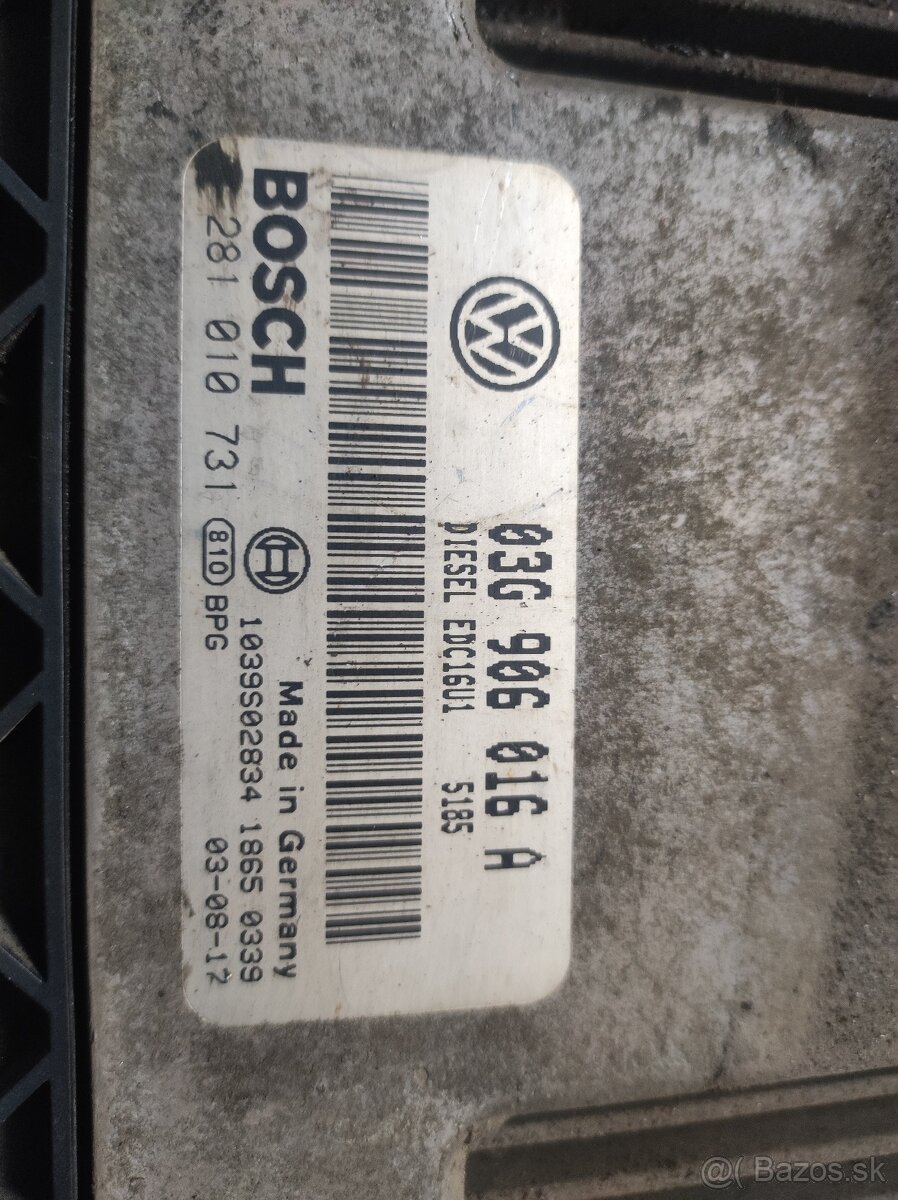 03G 906 016 A
DIESEL EDC16U1 5185
BOSCH
Made in Germany
1039S02834 1865 0339
281 010 731 810 BPG 03-08-12
@( Bazos.sk